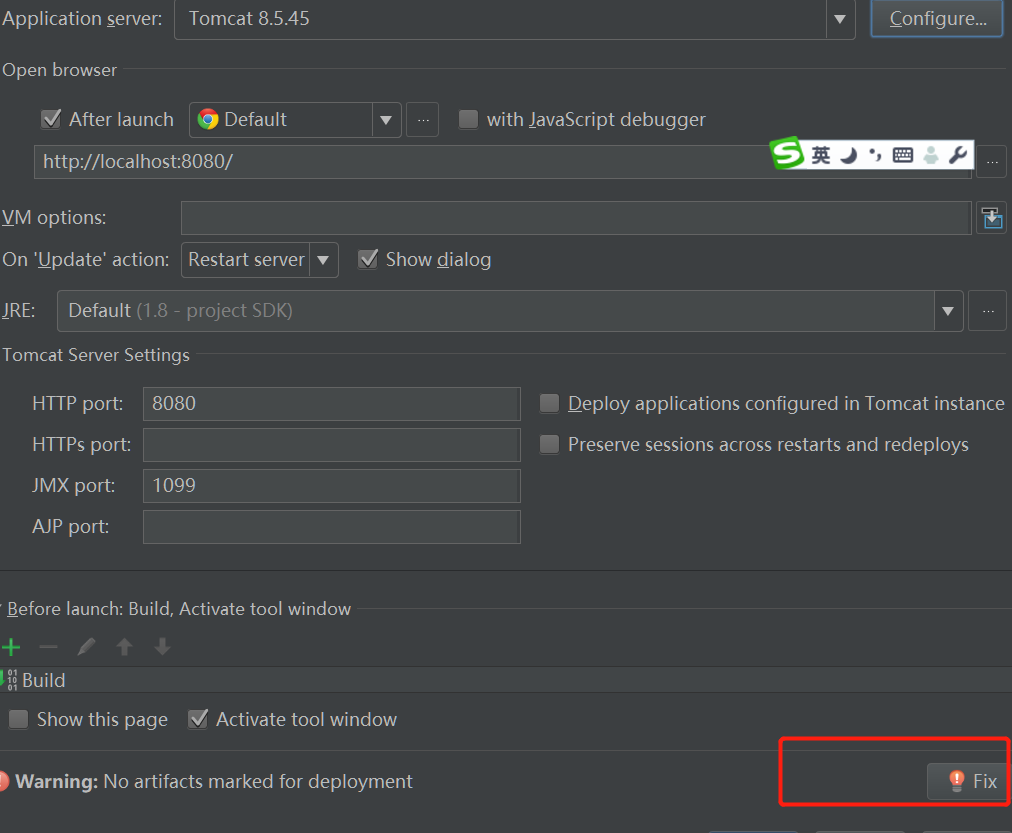 Application server: Tomcat 8.5.45 Configure...
Open browser
After launch Default ... with JavaScript debugger
http://localhost:8080/ 英 ...
VM options:
On 'Update' action: Restart server Show dialog
JRE: Default (1.8 - project SDK) ...
Tomcat Server Settings
HTTP port: 8080 Deploy applications configured in Tomcat instance
HTTPs port: Preserve sessions across restarts and redeploys
JMX port: 1099
AJP port:
Before launch: Build, Activate tool window
Build
Show this page Activate tool window
Warning: No artifacts marked for deployment Fix